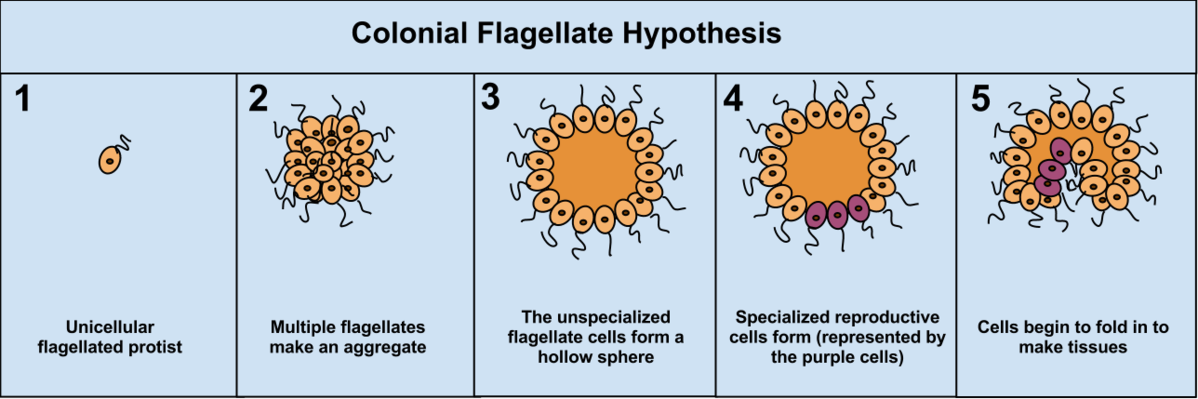 Colonial Flagellate Hypothesis
1
Unicellular
flagellated protist
2
Multiple flagellates
make an aggregate
3
The unspecialized
flagellate cells form a
hollow sphere
4
Specialized reproductive
cells form (represented by
the purple cells)
5
Cells begin to fold in to
make tissues